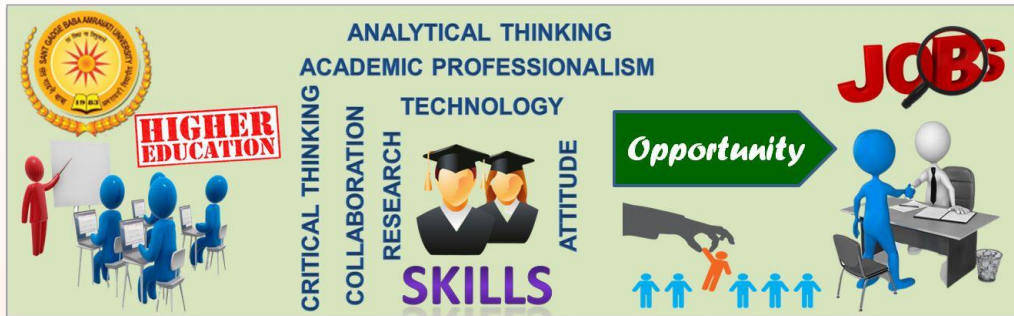 SANT GADGE BABA AMRAVATI UNIVERSITY
1983
HIGHER
EDUCATION
ANALYTICAL THINKING
ACADEMIC PROFESSIONALISM
TECHNOLOGY
CRITICAL THINKING
COLLABORATION
RESEARCH
ATTITUDE
SKILLS
Opportunity
JOBS